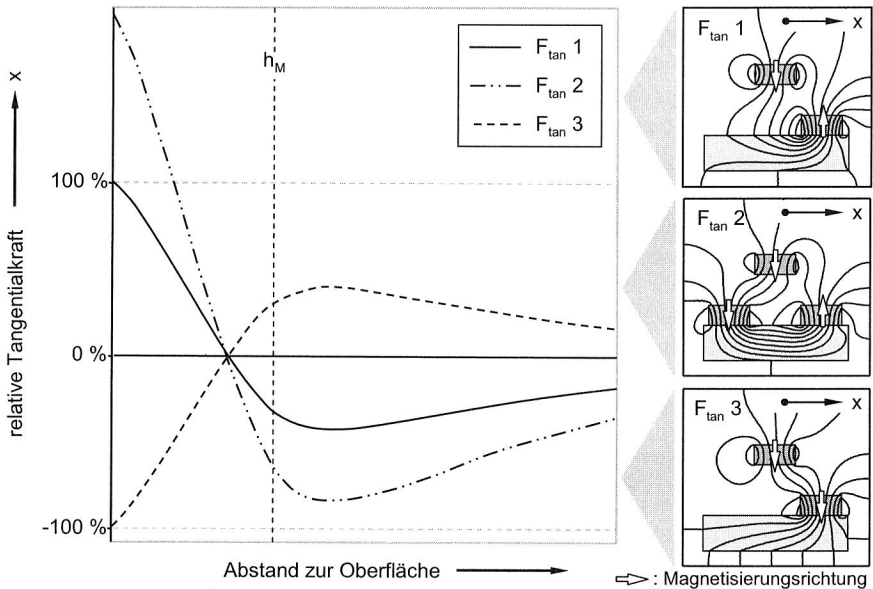 relative Tangentialkraft
x
100 %
0 %
-100 %
h_M
F_tan 1
F_tan 2
F_tan 3
Abstand zur Oberfläche
F_tan 1
x
F_tan 2
x
F_tan 3
x
: Magnetisierungsrichtung